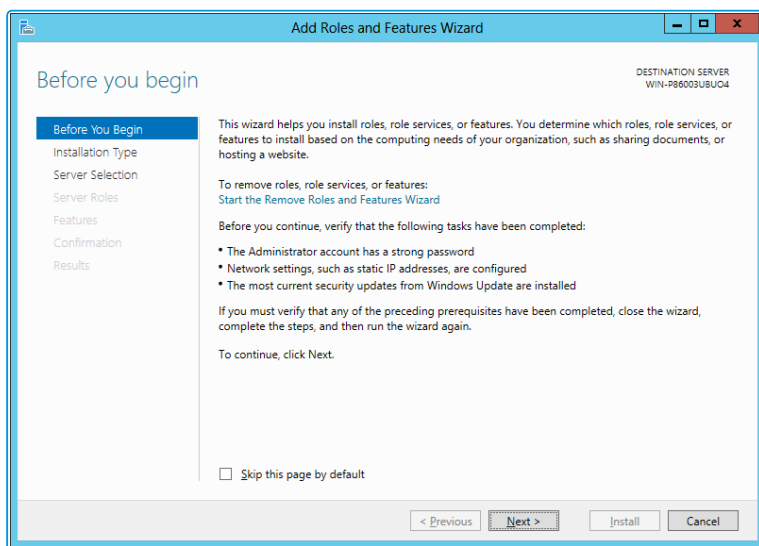 Add Roles and Features Wizard
Before you begin
DESTINATION SERVER
WIN-P86003UBUO4
Before You Begin
Installation Type
Server Selection
Server Roles
Features
Confirmation
Results
This wizard helps you install roles, role services, or features. You determine which roles, role services, or
features to install based on the computing needs of your organization, such as sharing documents, or
hosting a website.
To remove roles, role services, or features:
Start the Remove Roles and Features Wizard
Before you continue, verify that the following tasks have been completed:
• The Administrator account has a strong password
• Network settings, such as static IP addresses, are configured
• The most current security updates from Windows Update are installed
If you must verify that any of the preceding prerequisites have been completed, close the wizard,
complete the steps, and then run the wizard again.
To continue, click Next.
Skip this page by default
< Previous
Next >
Install
Cancel